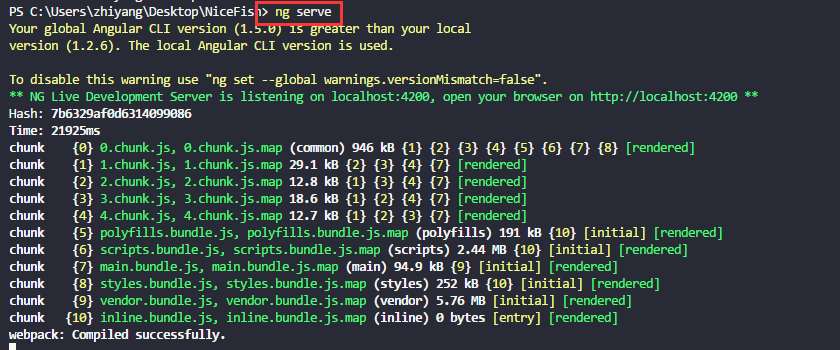 PS C:\Users\zhiyang\Desktop\NiceFish> ng serve
Your global Angular CLI version (1.5.0) is greater than your local
version (1.2.6). The local Angular CLI version is used.
To disable this warning use "ng set --global warnings.versionMismatch=false".
** NG Live Development Server is listening on localhost:4200, open your browser on http://localhost:4200 **
Hash: 7b6329af0d6314099086
Time: 21925ms
chunk    {0} 0.chunk.js, 0.chunk.js.map (common) 946 kB {1} {2} {3} {4} {5} {6} {7} {8} [rendered]
chunk    {1} 1.chunk.js, 1.chunk.js.map 29.1 kB {2} {3} {4} {7} [rendered]
chunk    {2} 2.chunk.js, 2.chunk.js.map 12.8 kB {1} {3} {4} {7} [rendered]
chunk    {3} 3.chunk.js, 3.chunk.js.map 18.6 kB {1} {2} {4} {7} [rendered]
chunk    {4} 4.chunk.js, 4.chunk.js.map 12.7 kB {1} {2} {3} {7} [rendered]
chunk    {5} polyfills.bundle.js, polyfills.bundle.js.map (polyfills) 191 kB {10} [initial] [rendered]
chunk    {6} scripts.bundle.js, scripts.bundle.js.map (scripts) 2.44 MB {10} [initial] [rendered]
chunk    {7} main.bundle.js, main.bundle.js.map (main) 94.9 kB {9} [initial] [rendered]
chunk    {8} styles.bundle.js, styles.bundle.js.map (styles) 252 kB {10} [initial] [rendered]
chunk    {9} vendor.bundle.js, vendor.bundle.js.map (vendor) 5.76 MB {10} [initial] [rendered]
chunk   {10} inline.bundle.js, inline.bundle.js.map (inline) 0 bytes [entry] [rendered]
webpack: Compiled successfully.